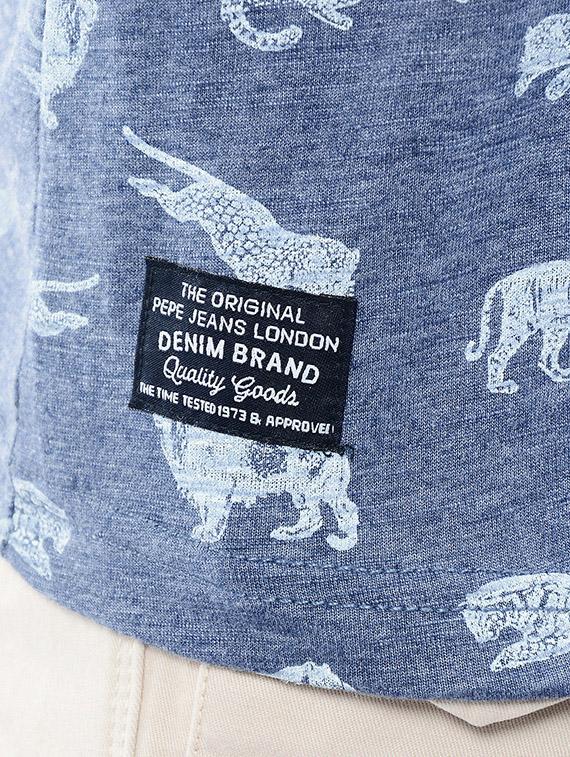 THE ORIGINAL
PEPE JEANS LONDON
DENIM BRAND
Quality Goods
THE TIME TESTED 1973 & APPROVED